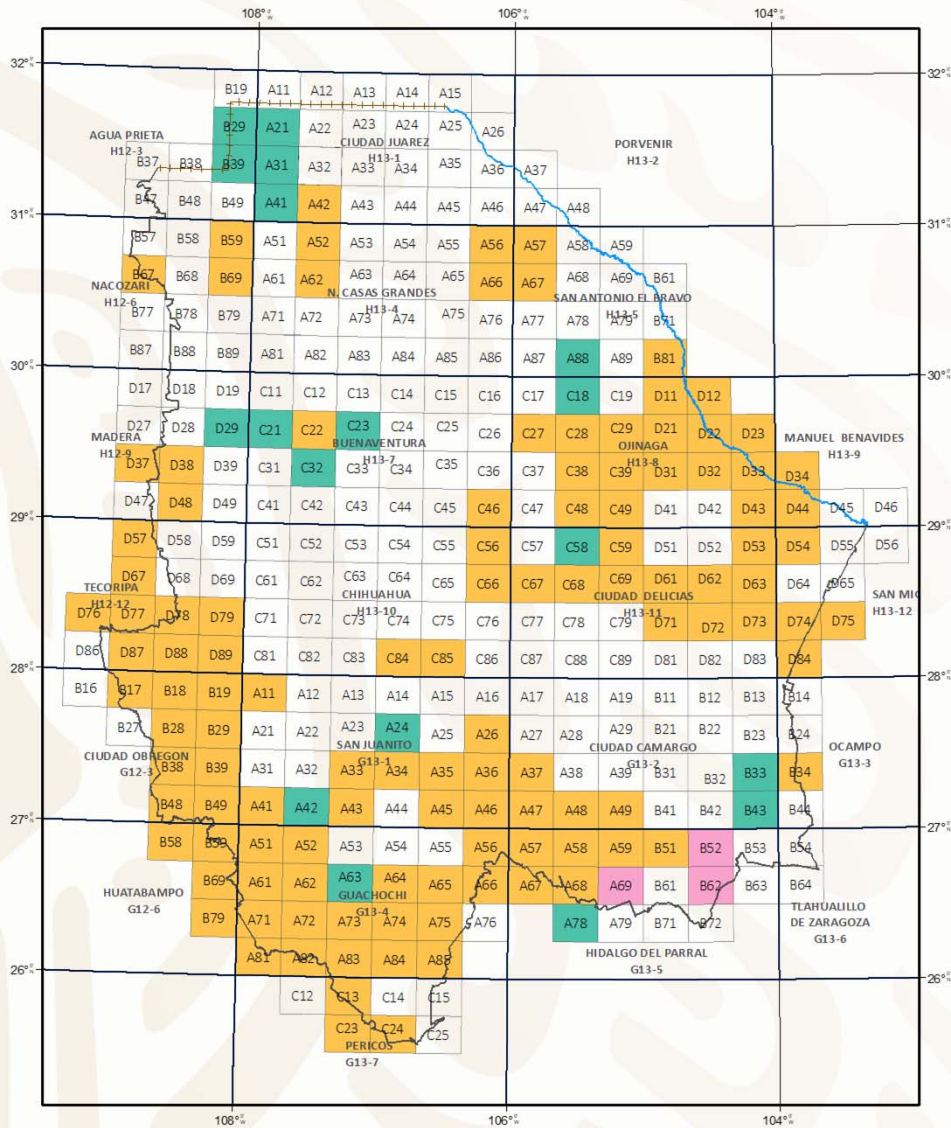 108° 106° 104°
32° 32°
B19 A11 A12 A13 A14 A15
B29 A21 A22 A23 A24 A25 A26
AGUA PRIETA
H12-3
CIUDAD JUAREZ
H13-1
PORVENIR
H13-2
B37 B38 B39 A31 A32 A33 A34 A35 A36 A37
B47 B48 B49 A41 A42 A43 A44 A45 A46 A47 A48
31° 31°
B57 B58 B59 A51 A52 A53 A54 A55 A56 A57 A58 A59
B67 B68 B69 A61 A62 A63 A64 A65 A66 A67 A68 A69 B61
NACOZARI
H12-6
N. CASAS GRANDES
H13-4
SAN ANTONIO EL BRAVO
H13-5
B77 B78 B79 A71 A72 A73 A74 A75 A76 A77 A78 A79 B71
B87 B88 B89 A81 A82 A83 A84 A85 A86 A87 A88 A89 B81
30° 30°
D17 D18 D19 C11 C12 C13 C14 C15 C16 C17 C18 C19 D11 D12
D27 D28 D29 C21 C22 C23 C24 C25 C26 C27 C28 C29 D21 D22 D23
MADERA
H12-9
BUENAVENTURA
H13-7
OJINAGA
H13-8
MANUEL BENAVIDES
H13-9
D37 D38 D39 C31 C32 C33 C34 C35 C36 C37 C38 C39 D31 D32 D33 D34
D47 D48 D49 C41 C42 C43 C44 C45 C46 C47 C48 C49 D41 D42 D43 D44 D45 D46
29° 29°
D57 D58 D59 C51 C52 C53 C54 C55 C56 C57 C58 C59 D51 D52 D53 D54 D55 D56
D67 D68 D69 C61 C62 C63 C64 C65 C66 C67 C68 C69 D61 D62 D63 D64 D65
TECORIPA
H12-12
CHIHUAHUA
H13-10
CIUDAD DELICIAS
H13-11
SAN MIG
H13-12
D76 D77 D78 D79 C71 C72 C73 C74 C75 C76 C77 C78 C79 D71 D72 D73 D74 D75
D86 D87 D88 D89 C81 C82 C83 C84 C85 C86 C87 C88 C89 D81 D82 D83 D84
28° 28°
B16 B17 B18 B19 A11 A12 A13 A14 A15 A16 A17 A18 A19 B11 B12 B13 B14
B27 B28 B29 A21 A22 A23 A24 A25 A26 A27 A28 A29 B21 B22 B23 B24
CIUDAD OBREGON
G12-3
SAN JUANITO
G13-1
CIUDAD CAMARGO
G13-2
OCAMPO
G13-3
B38 B39 A31 A32 A33 A34 A35 A36 A37 A38 A39 B31 B32 B33 B34
B48 B49 A41 A42 A43 A44 A45 A46 A47 A48 A49 B41 B42 B43 B44
27° 27°
B58 B59 A51 A52 A53 A54 A55 A56 A57 A58 A59 B51 B52 B53 B54
B69 A61 A62 A63 A64 A65 A66 A67 A68 A69 B61 B62 B63 B64
HUATABAMPO
G12-6
GUACHOCHI
G13-4
TLAHUALILLO
DE ZARAGOZA
G13-6
B79 A71 A72 A73 A74 A75 A76 A78 A79 B71 B72
HIDALGO DEL PARRAL
G13-5
A81 A82 A83 A84 A85
26° 26°
C12 C13 C14 C15
C23 C24 C25
PERICOS
G13-7
108° 106° 104°